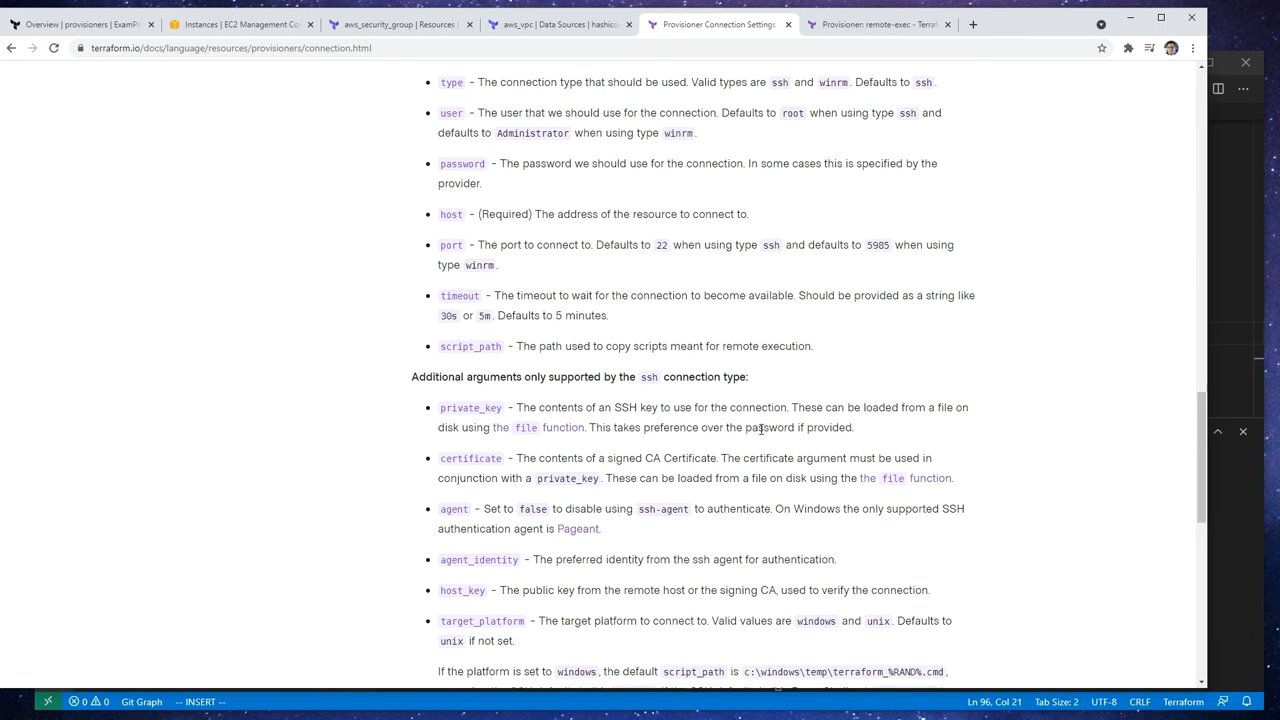 Overview | provisioners | ExamPr
Instances | EC2 Management Co
aws_security_group | Resources |
aws_vpc | Data Sources | hashico
Provisioner Connection Settings
Provisioner: remote-exec - Terraf
terraform.io/docs/language/resources/provisioners/connection.html
type - The connection type that should be used. Valid types are ssh and winrm. Defaults to ssh.
user - The user that we should use for the connection. Defaults to root when using type ssh and
defaults to Administrator when using type winrm.
password - The password we should use for the connection. In some cases this is specified by the
provider.
host - (Required) The address of the resource to connect to.
port - The port to connect to. Defaults to 22 when using type ssh and defaults to 5985 when using
type winrm.
timeout - The timeout to wait for the connection to become available. Should be provided as a string like
30s or 5m. Defaults to 5 minutes.
script_path - The path used to copy scripts meant for remote execution.
Additional arguments only supported by the ssh connection type:
private_key - The contents of an SSH key to use for the connection. These can be loaded from a file on
disk using the file function. This takes preference over the password if provided.
certificate - The contents of a signed CA Certificate. The certificate argument must be used in
conjunction with a private_key. These can be loaded from a file on disk using the the file function.
agent - Set to false to disable using ssh-agent to authenticate. On Windows the only supported SSH
authentication agent is Pageant.
agent_identity - The preferred identity from the ssh agent for authentication.
host_key - The public key from the remote host or the signing CA, used to verify the connection.
target_platform - The target platform to connect to. Valid values are windows and unix. Defaults to
unix if not set.
If the platform is set to windows, the default script_path is c:\windows\temp\terraform_%RAND%.cmd,
0 0 Git Graph -- INSERT -- Ln 96, Col 21 Tab Size: 2 UTF-8 CRLF Terraform